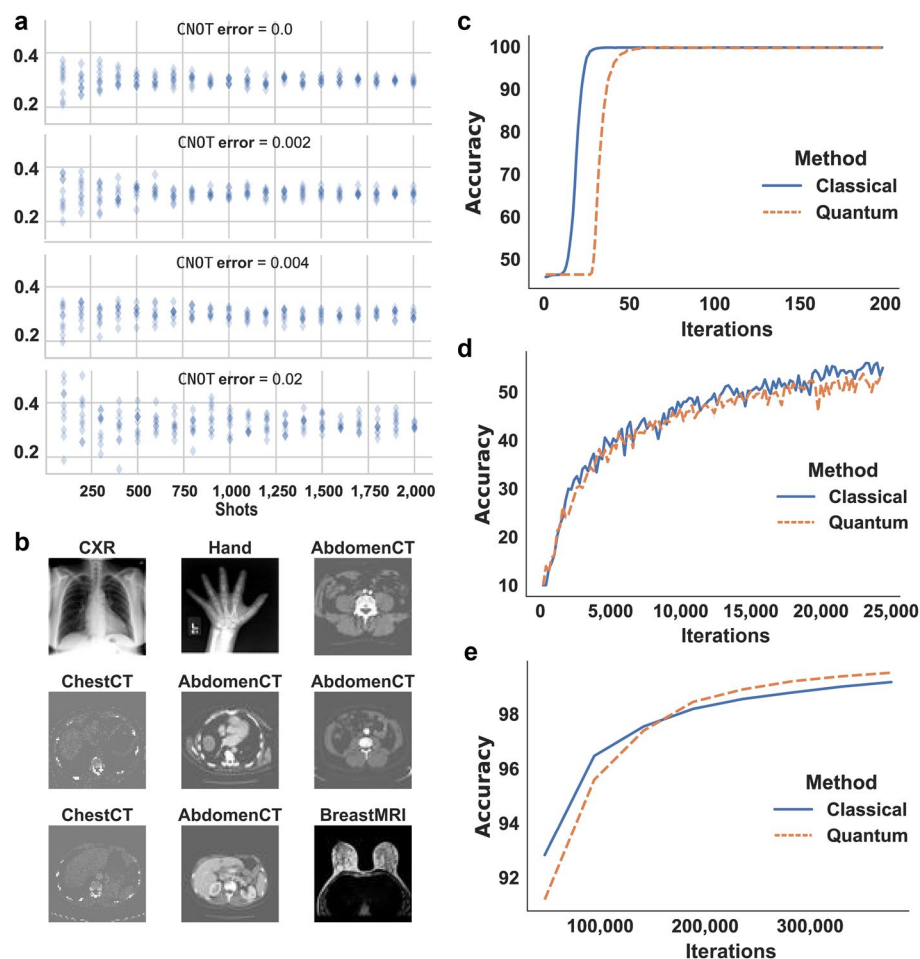 a
CNOT error = 0.0
0.4
0.2
CNOT error = 0.002
0.4
0.2
CNOT error = 0.004
0.4
0.2
CNOT error = 0.02
0.4
0.2
250 500 750 1,000 1,250 1,500 1,750 2,000
Shots
b
CXR Hand AbdomenCT
ChestCT AbdomenCT AbdomenCT
ChestCT AbdomenCT BreastMRI
c
100
90
80
70
60
50
Accuracy
Method
Classical
Quantum
0 50 100 150 200
Iterations
d
50
40
30
20
10
Accuracy
Method
Classical
Quantum
0 5,000 10,000 15,000 20,000 25,000
Iterations
e
98
96
94
92
Accuracy
Method
Classical
Quantum
100,000 200,000 300,000
Iterations